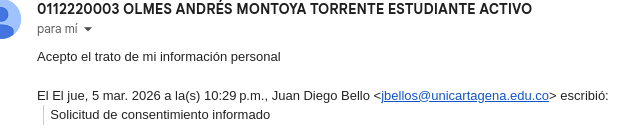 0112220003 OLMES ANDRÉS MONTOYA TORRENTE ESTUDIANTE ACTIVO
para mí
Acepto el trato de mi información personal
El El jue, 5 mar. 2026 a la(s) 10:29 p.m., Juan Diego Bello <jbellos@unicartagena.edu.co> escribió:
Solicitud de consentimiento informado